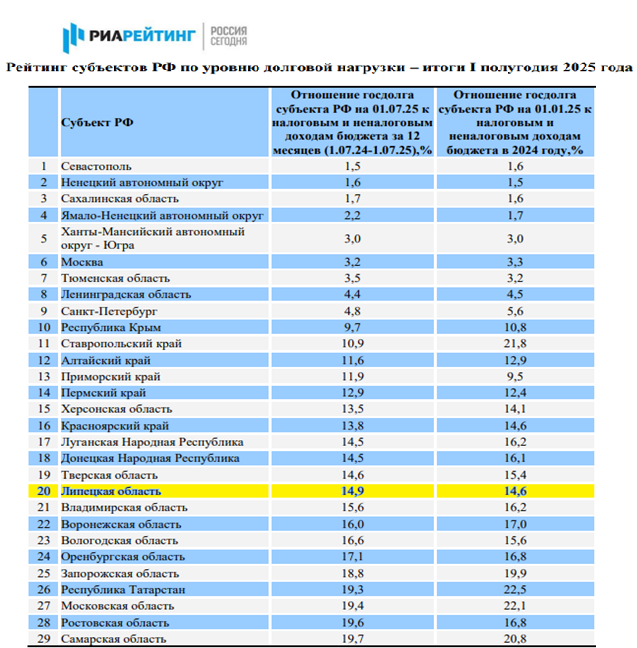 РИАРЕЙТИНГ РОССИЯ
СЕГОДНЯ
Рейтинг субъектов РФ по уровню долговой нагрузки – итоги I полугодия 2025 года
Субъект РФ
Отношение госдолга
субъекта РФ на 01.07.25 к
налоговым и неналоговым
доходам бюджета за 12
месяцев (1.07.24-1.07.25),%
Отношение госдолга
субъекта РФ на 01.01.25 к
налоговым и
неналоговым доходам
бюджета в 2024 году,%
1 Севастополь 1,5 1,6
2 Ненецкий автономный округ 1,6 1,5
3 Сахалинская область 1,7 1,6
4 Ямало-Ненецкий автономный округ 2,2 1,7
5 Ханты-Мансийский автономный
округ - Югра 3,0 3,0
6 Москва 3,2 3,3
7 Тюменская область 3,5 3,2
8 Ленинградская область 4,4 4,5
9 Санкт-Петербург 4,8 5,6
10 Республика Крым 9,7 10,8
11 Ставропольский край 10,9 21,8
12 Алтайский край 11,6 12,9
13 Приморский край 11,9 9,5
14 Пермский край 12,9 12,4
15 Херсонская область 13,5 14,1
16 Красноярский край 13,8 14,6
17 Луганская Народная Республика 14,5 16,2
18 Донецкая Народная Республика 14,5 16,1
19 Тверская область 14,6 15,4
20 Липецкая область 14,9 14,6
21 Владимирская область 15,6 16,2
22 Воронежская область 16,0 17,0
23 Вологодская область 16,6 15,6
24 Оренбургская область 17,1 16,8
25 Запорожская область 18,8 19,9
26 Республика Татарстан 19,3 22,5
27 Московская область 19,4 22,1
28 Ростовская область 19,6 16,8
29 Самарская область 19,7 20,8